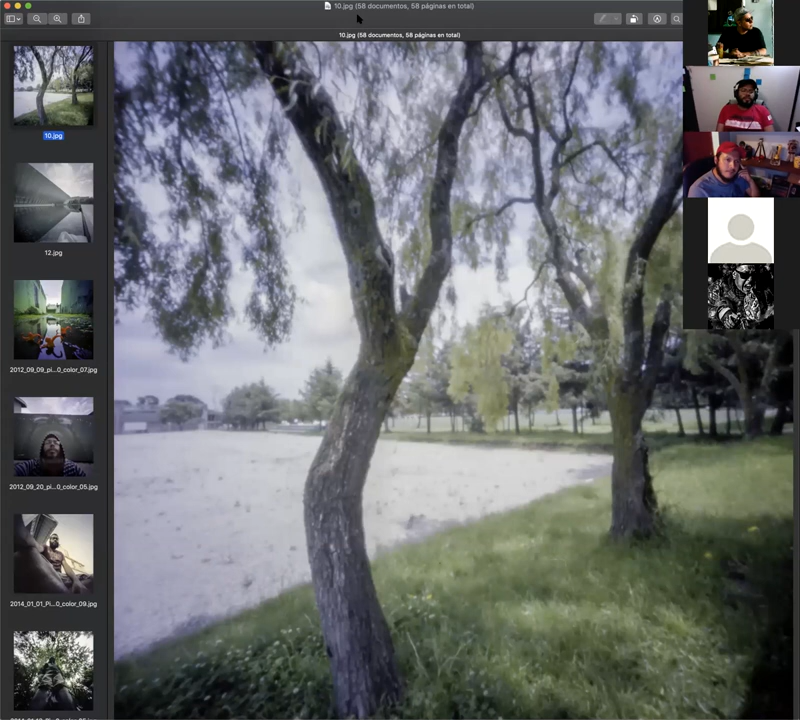 10.jpg (58 documentos, 58 páginas en total)
10.jpg (58 documentos, 58 páginas en total)
10.jpg
12.jpg
2012_09_09_pi...0_color_07.jpg
2012_09_20_pi...0_color_05.jpg
2014_01_01_Pi...0_color_09.jpg